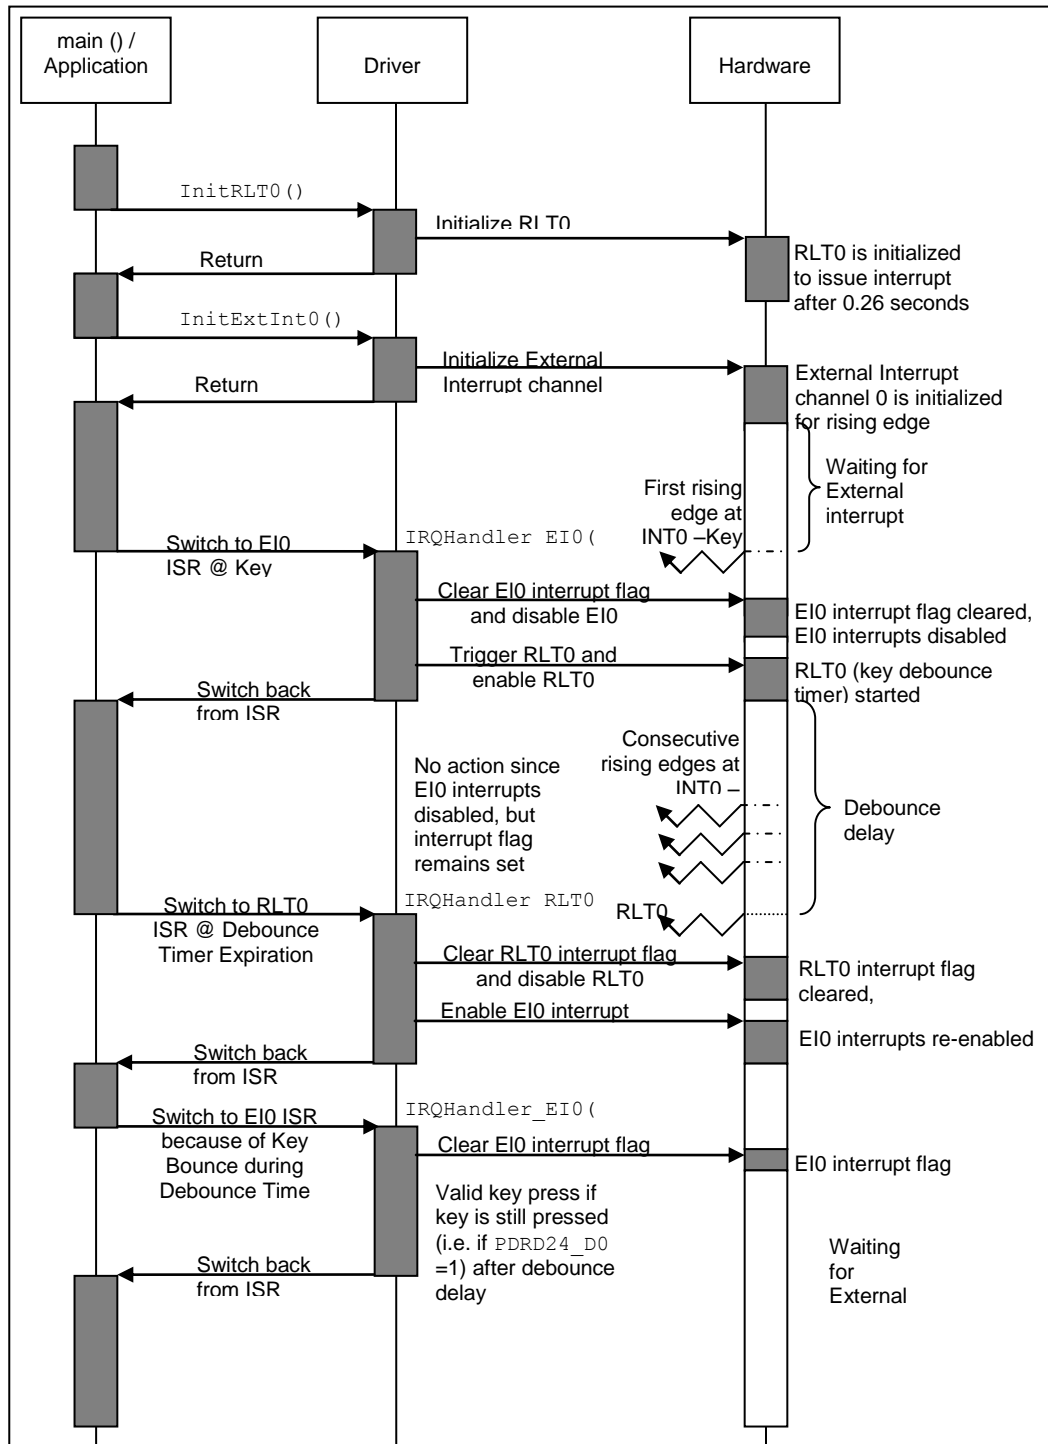 main () /
Application
Driver
Hardware
InitRLT0()
Initialize RLT0
Return
RLT0 is initialized
to issue interrupt
after 0.26 seconds
InitExtInt0()
Initialize External
Interrupt channel
Return
External Interrupt
channel 0 is initialized
for rising edge
Waiting for
External
interrupt
First rising
edge at
INT0 –Key
Switch to EI0
ISR @ Key
IRQHandler EI0(
Clear EI0 interrupt flag
and disable EI0
EI0 interrupt flag cleared,
EI0 interrupts disabled
Trigger RLT0 and
enable RLT0
RLT0 (key debounce
timer) started
Switch back
from ISR
Consecutive
rising edges at
INT0 –
No action since
EI0 interrupts
disabled, but
interrupt flag
remains set
Debounce
delay
Switch to RLT0
ISR @ Debounce
Timer Expiration
IRQHandler RLT0
RLT0
Clear RLT0 interrupt flag
and disable RLT0
RLT0 interrupt flag
cleared,
Enable EI0 interrupt
EI0 interrupts re-enabled
Switch back
from ISR
Switch to EI0 ISR
because of Key
Bounce during
Debounce Time
IRQHandler_EI0(
Clear EI0 interrupt flag
EI0 interrupt flag
Valid key press if
key is still pressed
(i.e. if PDRD24_D0
=1) after debounce
delay
Switch back
from ISR
Waiting
for
External